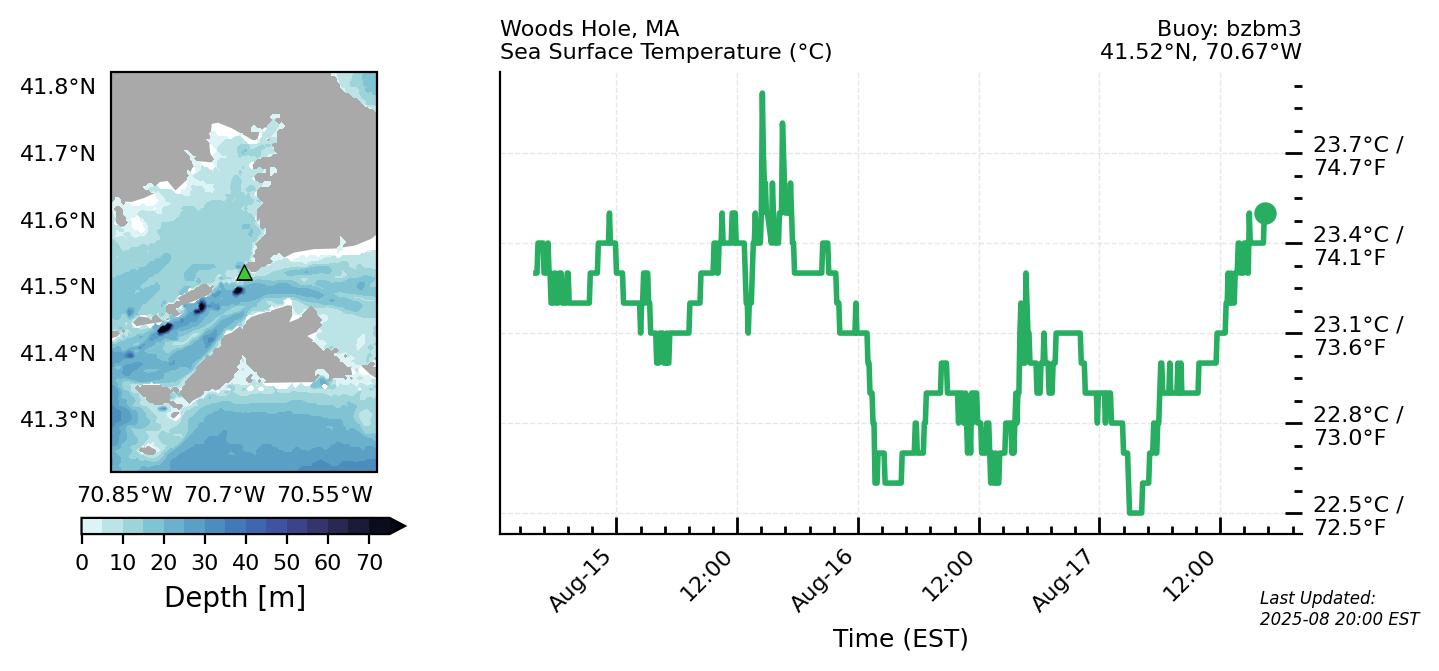 Woods Hole, MA
Sea Surface Temperature (°C)
Buoy: bzbm3
41.52°N, 70.67°W
41.8°N
41.7°N
41.6°N
41.5°N
41.4°N
41.3°N
70.85°W 70.7°W 70.55°W
0 10 20 30 40 50 60 70
Depth [m]
23.7°C /
74.7°F
23.4°C /
74.1°F
23.1°C /
73.6°F
22.8°C /
73.0°F
22.5°C /
72.5°F
Aug-15 12:00 Aug-16 12:00 Aug-17 12:00
Time (EST)
Last Updated:
2025-08 20:00 EST